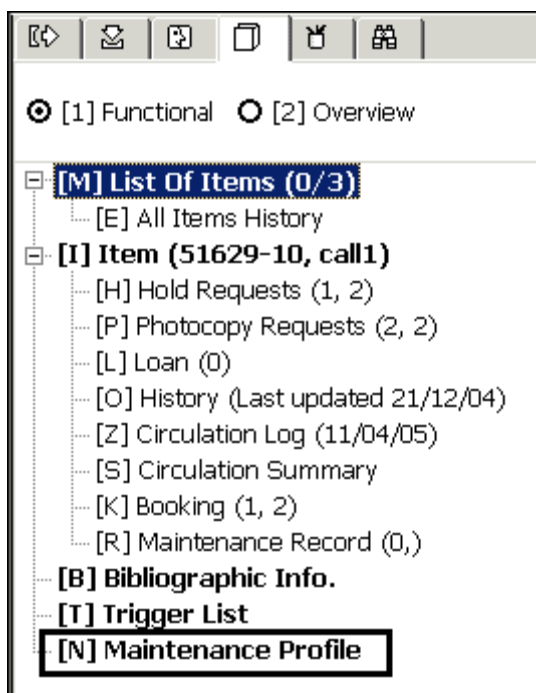 [1] Functional [2] Overview
[M] List Of Items (0/3)
[E] All Items History
[I] Item (51629-10, call1)
[H] Hold Requests (1, 2)
[P] Photocopy Requests (2, 2)
[L] Loan (0)
[O] History (Last updated 21/12/04)
[Z] Circulation Log (11/04/05)
[S] Circulation Summary
[K] Booking (1, 2)
[R] Maintenance Record (0,)
[B] Bibliographic Info.
[T] Trigger List
[N] Maintenance Profile